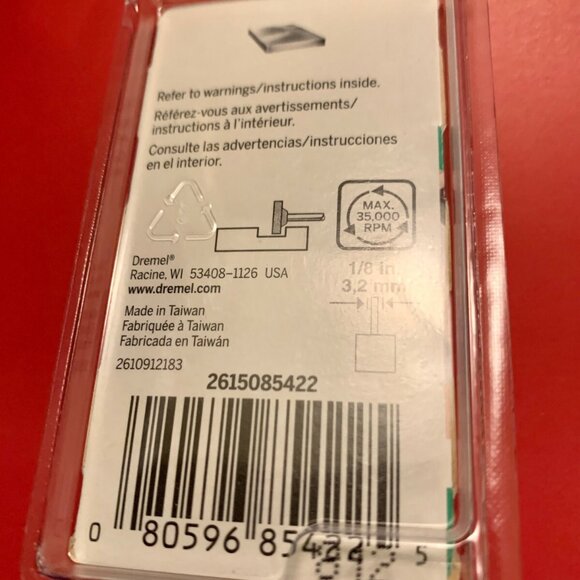 Refer to warnings/instructions inside.
Référez-vous aux avertissements/
instructions à l'intérieur.
Consulte las advertencias/instrucciones
en el interior.
MAX.
35,000
RPM
Dremel®
Racine, WI 53408-1126 USA
www.dremel.com
1/8 in.
3,2 mm
Made in Taiwan
Fabriquée à Taiwan
Fabricada en Taiwán
2610912183
2615085422
0 80596 85422 5